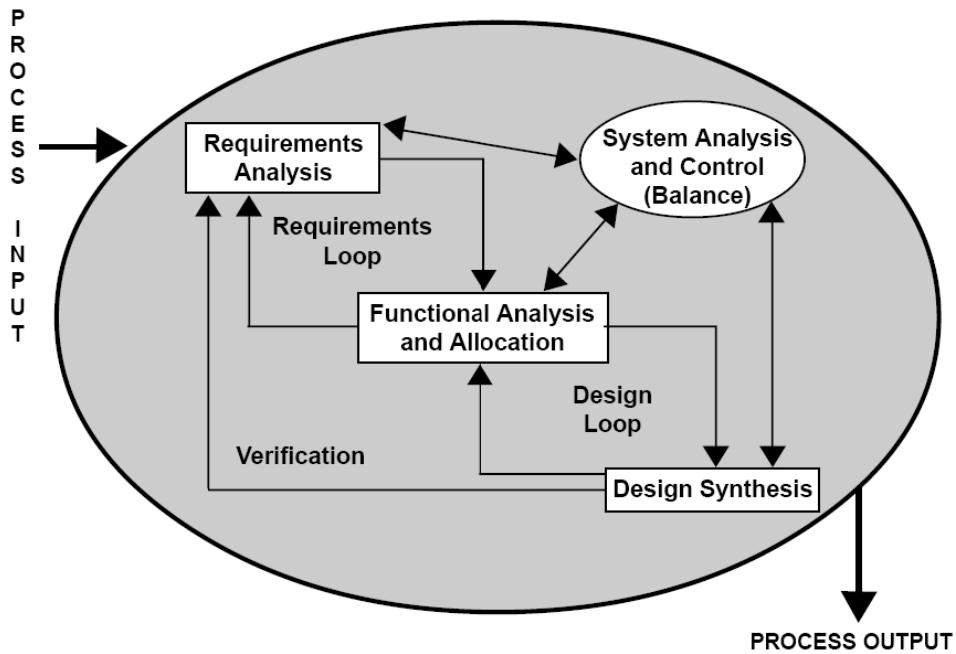 PROCESS INPUT
Requirements
Analysis
System Analysis
and Control
(Balance)
Requirements
Loop
Functional Analysis
and Allocation
Design
Loop
Verification
Design Synthesis
PROCESS OUTPUT